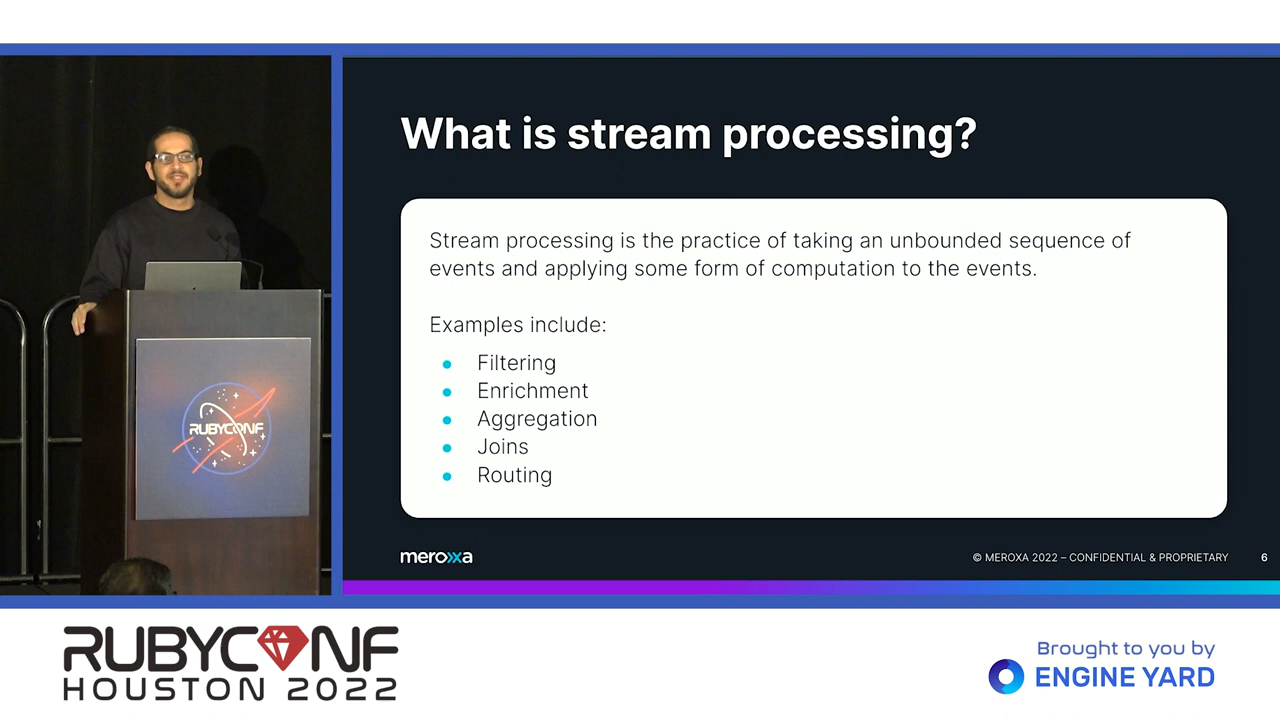 What is stream processing?
Stream processing is the practice of taking an unbounded sequence of
events and applying some form of computation to the events.
Examples include:
● Filtering
● Enrichment
● Aggregation
● Joins
● Routing
meroxa
© MEROXA 2022 – CONFIDENTIAL & PROPRIETARY 6
RUBYCONF
RUBYCONF
HOUSTON 2022
Brought to you by
ENGINE YARD